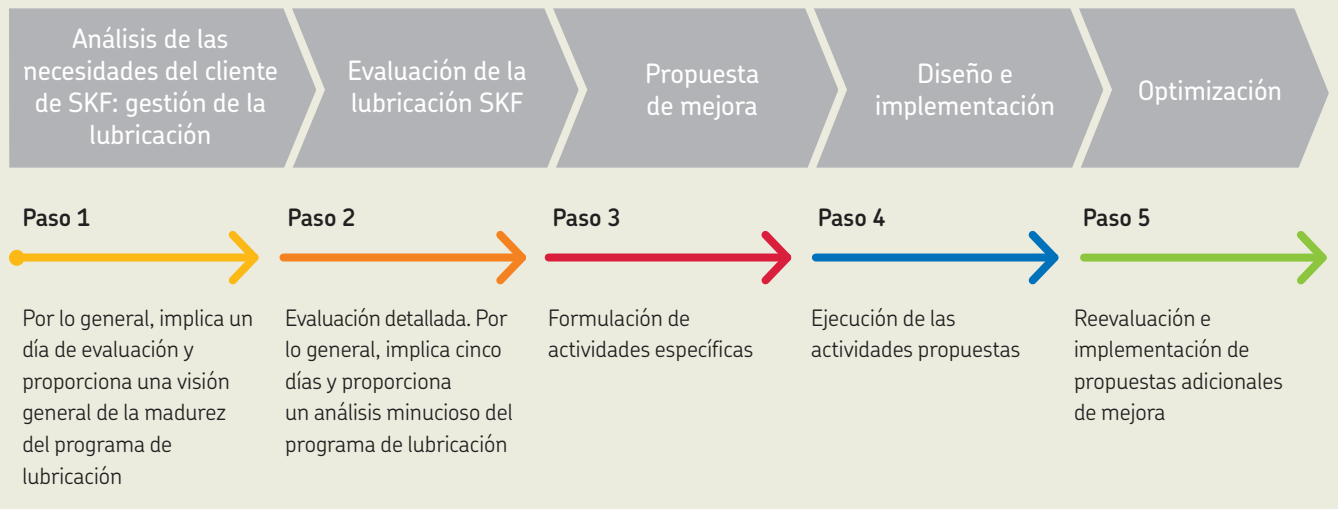 Análisis de las
necesidades del cliente
de SKF: gestión de la
lubricación
Evaluación de la
lubricación SKF
Propuesta
de mejora
Diseño e
implementación
Optimización
Paso 1
Por lo general, implica un
día de evaluación y
proporciona una visión
general de la madurez
del programa de
lubricación
Paso 2
Evaluación detallada. Por
lo general, implica cinco
días y proporciona
un análisis minucioso del
programa de lubricación
Paso 3
Formulación de
actividades específicas
Paso 4
Ejecución de las
actividades propuestas
Paso 5
Reevaluación e
implementación de
propuestas adicionales
de mejora